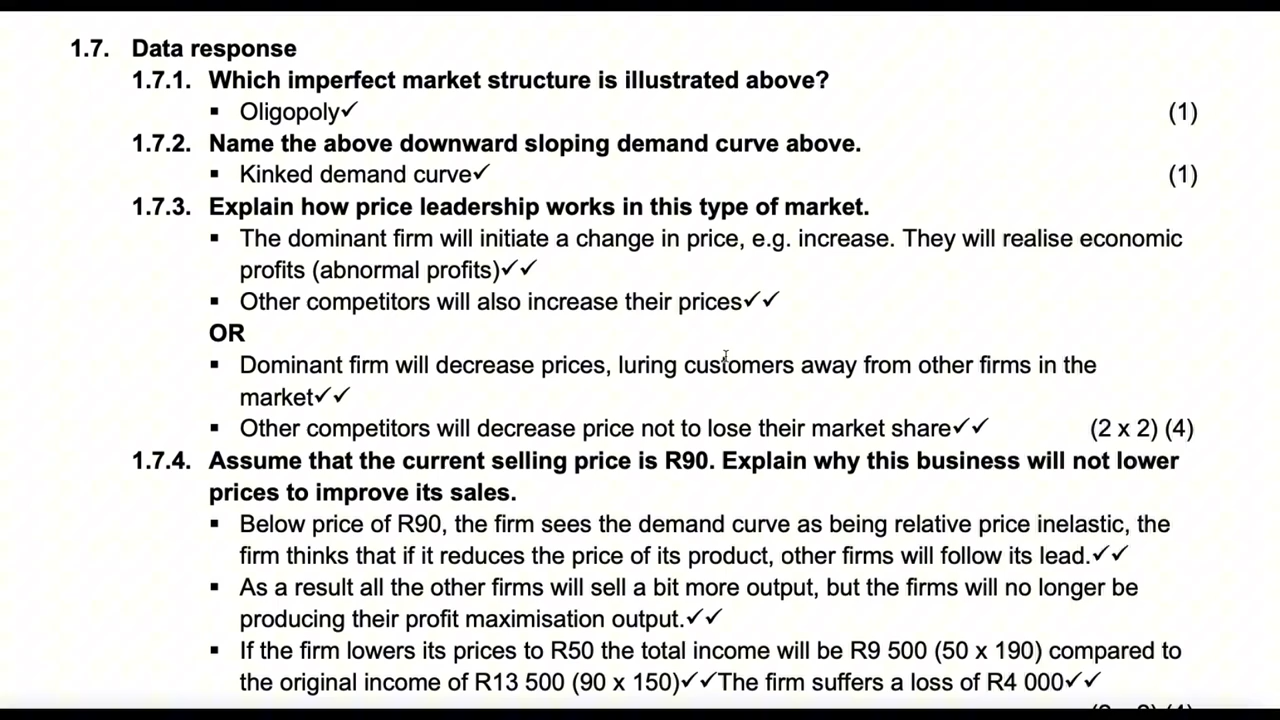 1.7. Data response
1.7.1. Which imperfect market structure is illustrated above?
▪ Oligopoly✓ (1)
1.7.2. Name the above downward sloping demand curve above.
▪ Kinked demand curve✓ (1)
1.7.3. Explain how price leadership works in this type of market.
▪ The dominant firm will initiate a change in price, e.g. increase. They will realise economic
profits (abnormal profits)✓✓
▪ Other competitors will also increase their prices✓✓
OR
▪ Dominant firm will decrease prices, luring customers away from other firms in the
market✓✓
▪ Other competitors will decrease price not to lose their market share✓✓ (2 x 2) (4)
1.7.4. Assume that the current selling price is R90. Explain why this business will not lower
prices to improve its sales.
▪ Below price of R90, the firm sees the demand curve as being relative price inelastic, the
firm thinks that if it reduces the price of its product, other firms will follow its lead.✓✓
▪ As a result all the other firms will sell a bit more output, but the firms will no longer be
producing their profit maximisation output.✓✓
▪ If the firm lowers its prices to R50 the total income will be R9 500 (50 x 190) compared to
the original income of R13 500 (90 x 150)✓✓The firm suffers a loss of R4 000✓✓